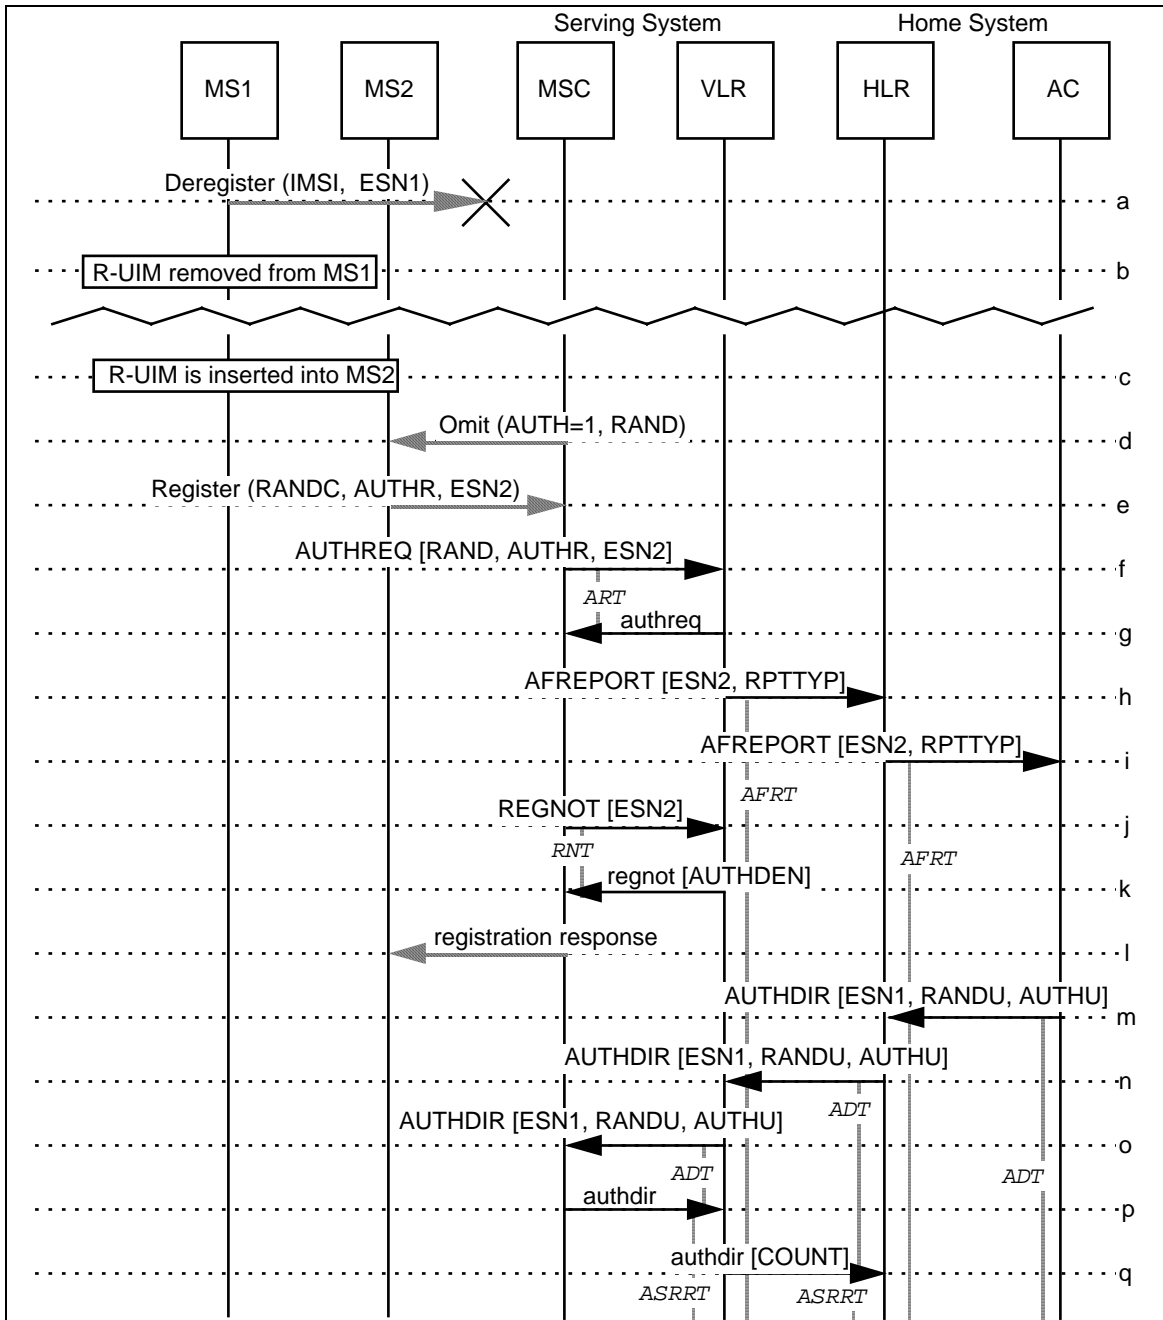 Serving System Home System
MS1 MS2 MSC VLR HLR AC
Deregister (IMSI, ESN1)
a
R-UIM removed from MS1
b
R-UIM is inserted into MS2
c
Omit (AUTH=1, RAND)
d
Register (RANDC, AUTHR, ESN2)
e
AUTHREQ [RAND, AUTHR, ESN2]
f
ART
authreq
g
AFREPORT [ESN2, RPTTYP]
h
AFREPORT [ESN2, RPTTYP]
i
AFRT
REGNOT [ESN2]
j
RNT
AFRT
regnot [AUTHDEN]
k
registration response
l
AUTHDIR [ESN1, RANDU, AUTHU]
m
AUTHDIR [ESN1, RANDU, AUTHU]
n
ADT
AUTHDIR [ESN1, RANDU, AUTHU]
o
ADT ADT
authdir
p
authdir [COUNT]
q
ASRRT ASRRT